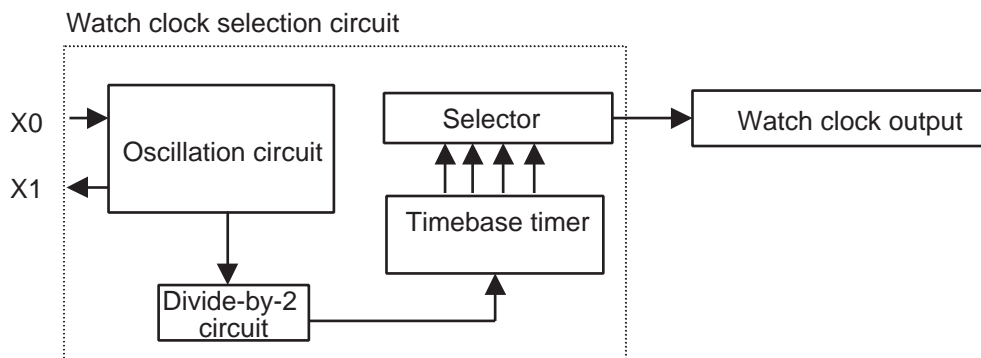 Watch clock selection circuit
X0
X1
Oscillation circuit
Selector
Watch clock output
Timebase timer
Divide-by-2
circuit